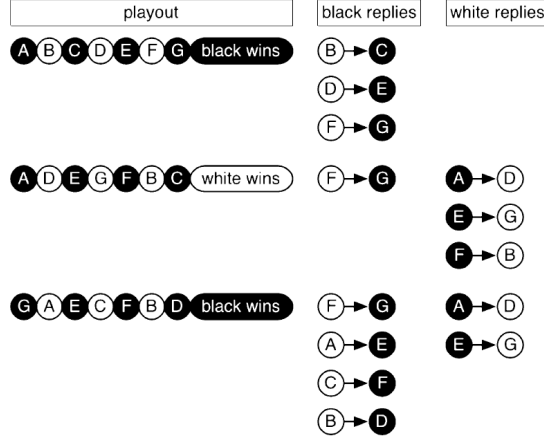 playout black replies white replies
A B C D E F G black wins B C
D E
F G
A D E G F B C white wins F G A D
E G
F B
G A E C F B D black wins F G A D
A E E G
C F
B D